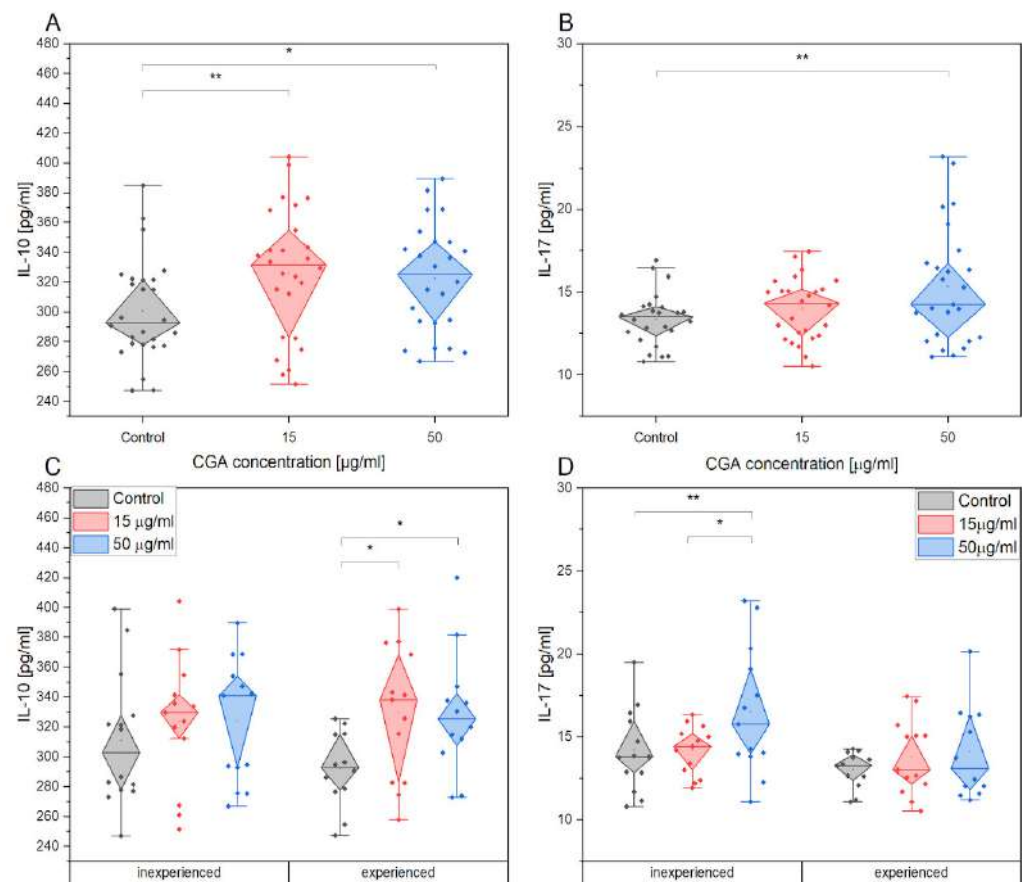 A
480
460
440
420
400
380
360
340
320
300
280
260
240
IL-10 [pg/ml]
*
**
Control
15
50
CGA concentration [µg/ml]
B
30
25
20
15
10
IL-17 [pg/ml]
**
Control
15
50
CGA concentration [µg/ml]
C
480
460
440
420
400
380
360
340
320
300
280
260
240
IL-10 [pg/ml]
Control
15 µg/ml
50 µg/ml
*
*
inexperienced
experienced
D
30
25
20
15
10
IL-17 [pg/ml]
**
*
Control
15µg/ml
50µg/ml
inexperienced
experienced